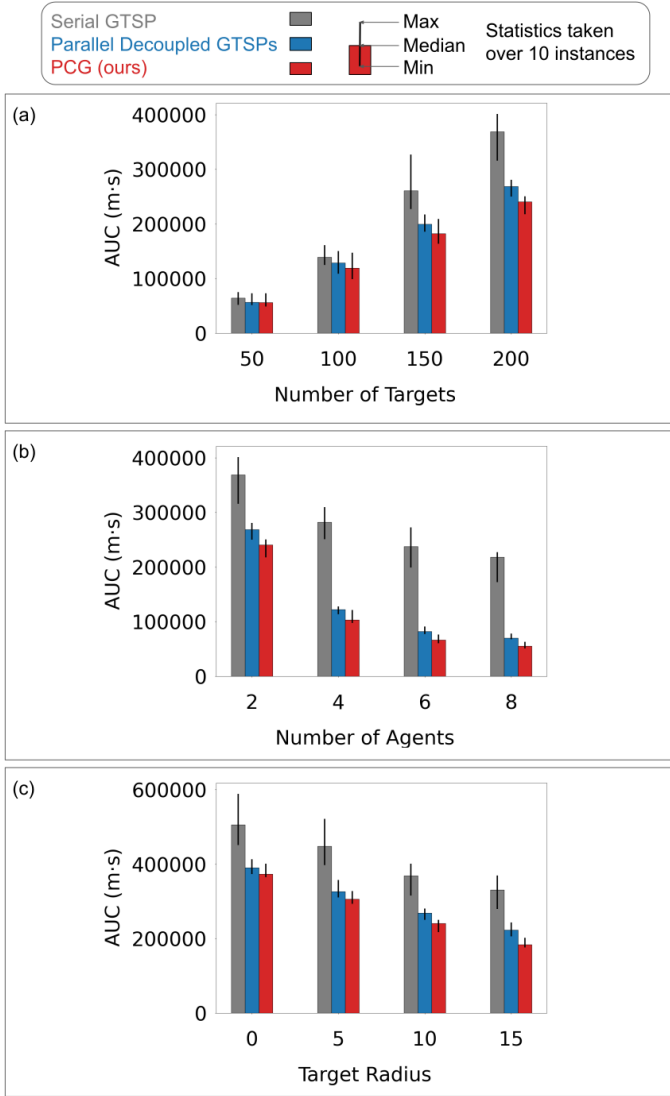 Serial GTSP
Parallel Decoupled GTSPs
PCG (ours)
Max
Median
Min
Statistics taken
over 10 instances
(a)
AUC (m·s)
400000
300000
200000
100000
0
50 100 150 200
Number of Targets
(b)
AUC (m·s)
400000
300000
200000
100000
0
2 4 6 8
Number of Agents
(c)
AUC (m·s)
600000
400000
200000
0
0 5 10 15
Target Radius